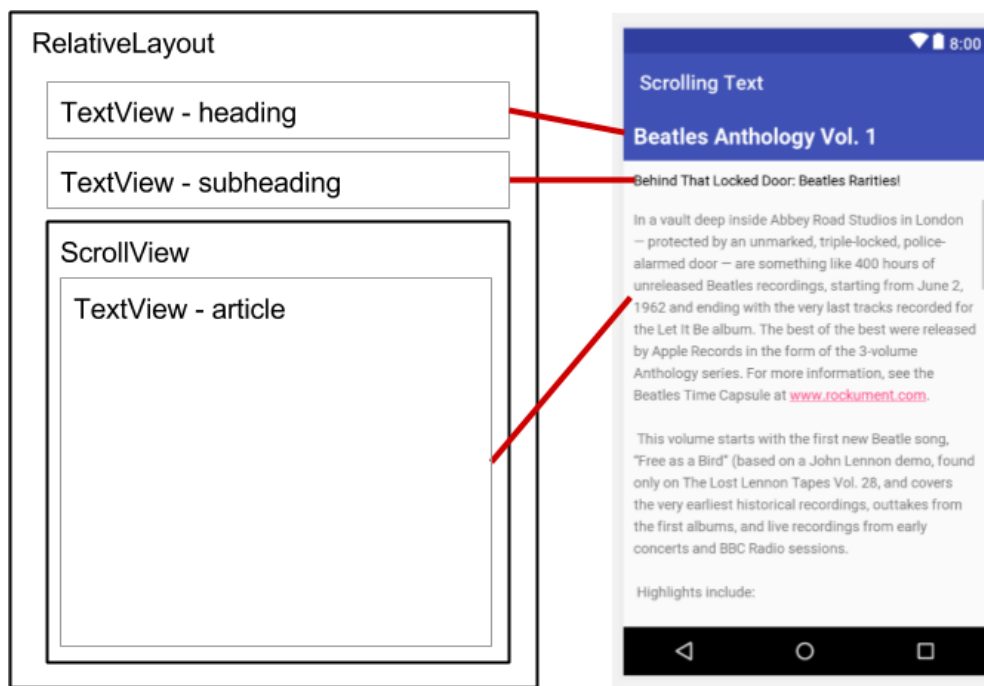 RelativeLayout
TextView - heading
TextView - subheading
ScrollView
TextView - article
8:00
Scrolling Text
Beatles Anthology Vol. 1
Behind That Locked Door: Beatles Rarities!
In a vault deep inside Abbey Road Studios in London
— protected by an unmarked, triple-locked, police-
alarmed door — are something like 400 hours of
unreleased Beatles recordings, starting from June 2,
1962 and ending with the very last tracks recorded for
the Let It Be album. The best of the best were released
by Apple Records in the form of the 3-volume
Anthology series. For more information, see the
Beatles Time Capsule at www.rockument.com.
This volume starts with the first new Beatle song,
“Free as a Bird” (based on a John Lennon demo, found
only on The Lost Lennon Tapes Vol. 28, and covers
the very earliest historical recordings, outtakes from
the first albums, and live recordings from early
concerts and BBC Radio sessions.
Highlights include: